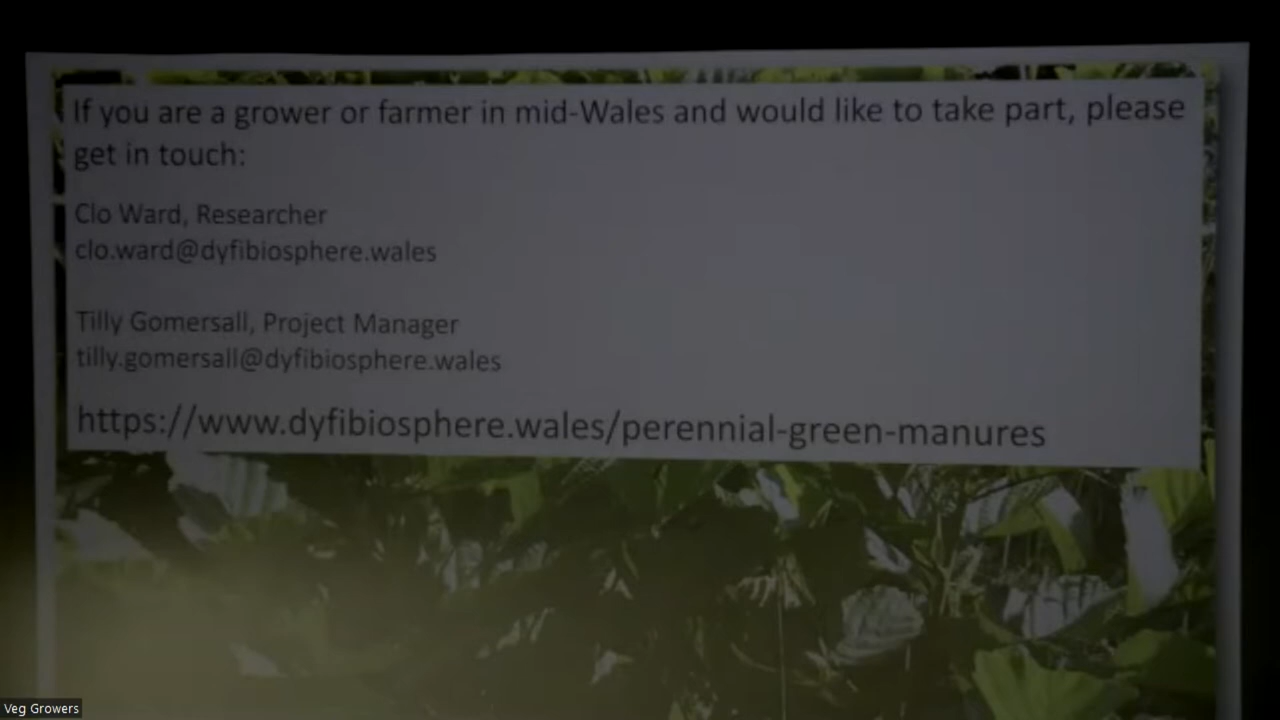 If you are a grower or farmer in mid-Wales and would like to take part, please
get in touch:
Clo Ward, Researcher
clo.ward@dyfibiosphere.wales
Tilly Gomersall, Project Manager
tilly.gomersall@dyfibiosphere.wales
https://www.dyfibiosphere.wales/perennial-green-manures
Veg Growers